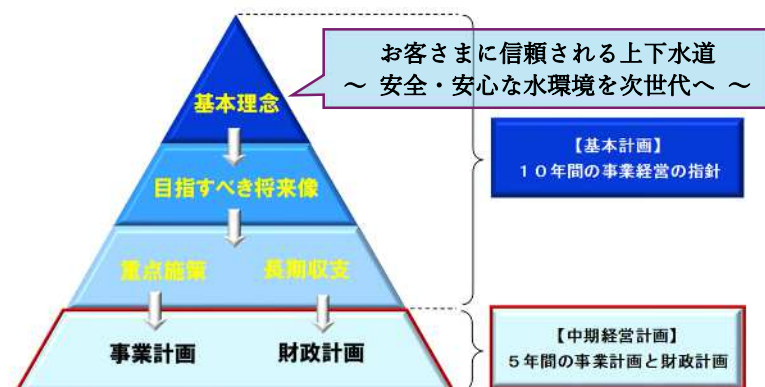 お客さまに信頼される上下水道
～ 安全・安心な水環境を次世代へ ～
基本理念
【基本計画】
１０年間の事業経営の指針
目指すべき将来像
重点施策 長期収支
【中期経営計画】
５年間の事業計画と財政計画
事業計画 財政計画